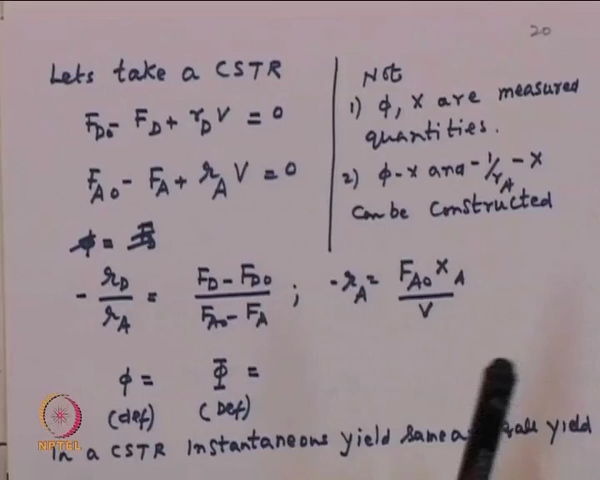 20
Lets take a CSTR
F_D0 - F_D + r_D V = 0
F_A0 - F_A + r_A V = 0
ϕ =
- r_D / r_A = (F_D - F_D0) / (F_A0 - F_A) ; - r_A = F_A0 X_A / V
ϕ = Φ =
(def) (Def)
In a CSTR Instantaneous yield same yield
Not
1) ϕ, x are measured
quantities.
2) ϕ-x and -1/r_A - x
can be constructed
NPTEL